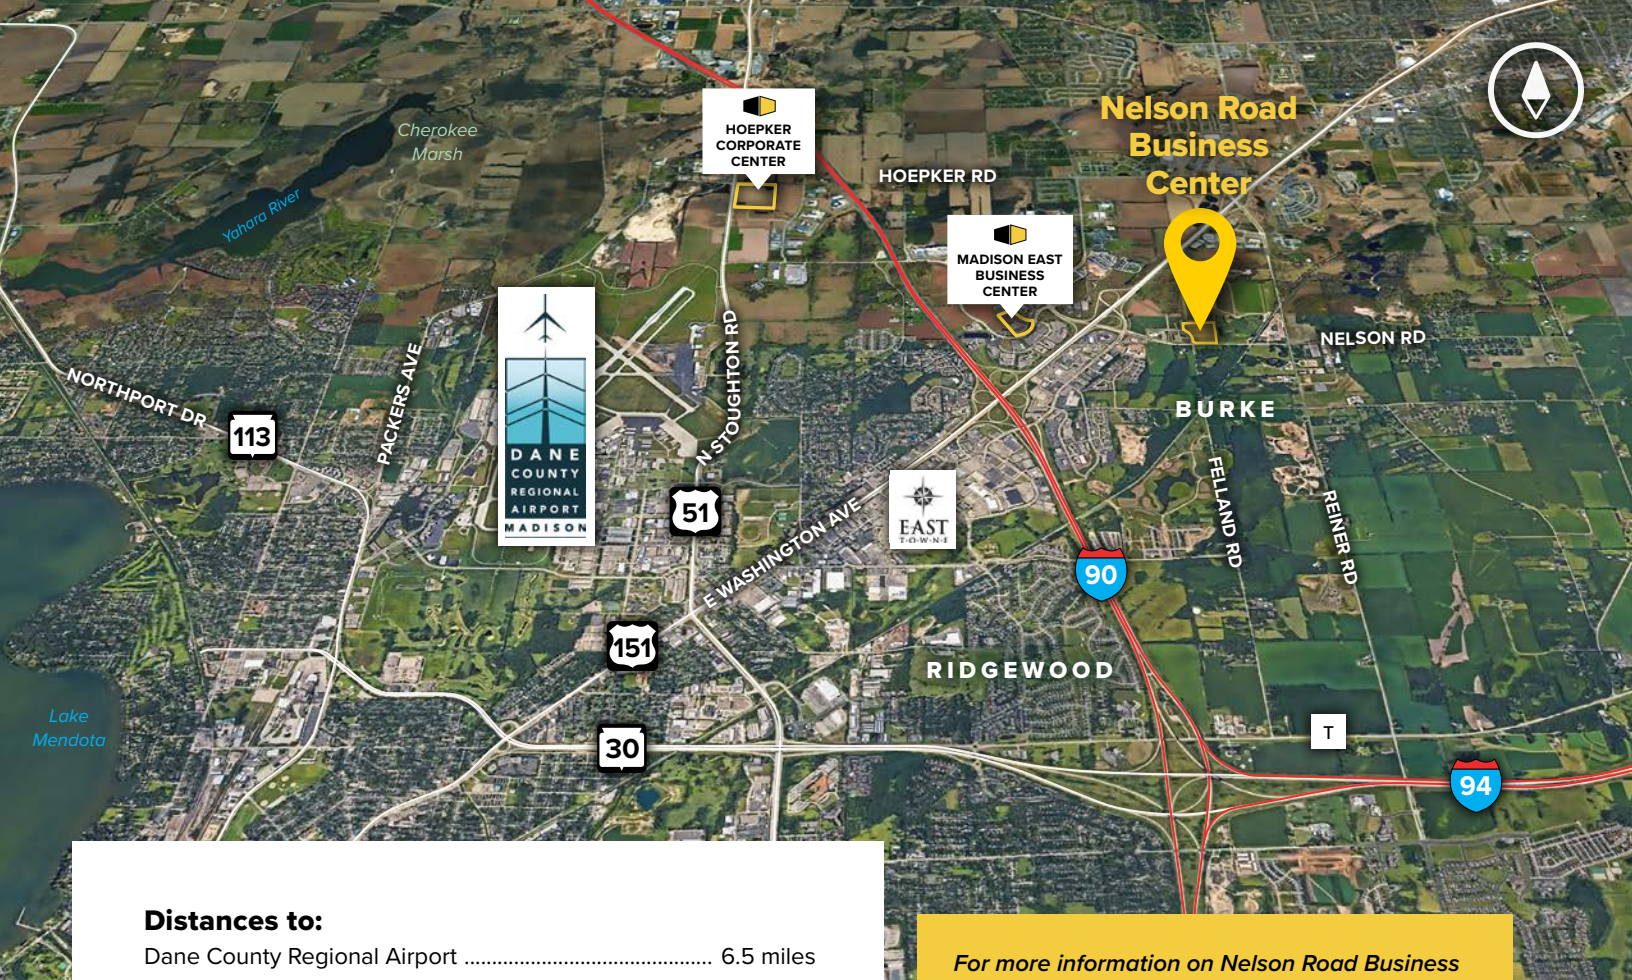 Cherokee
Marsh
Yahara River
HOEPKER
CORPORATE
CENTER
HOEPKER RD
Nelson Road
Business
Center
MADISON EAST
BUSINESS
CENTER
NELSON RD
BURKE
NORTHPORT DR
113
PACKERS AVE
DANE
COUNTY
REGIONAL
AIRPORT
MADISON
N STOUGHTON RD
51
E WASHINGTON AVE
EAST
TOWNE
FELLAND RD
REINER RD
90
151
RIDGEWOOD
Lake
Mendota
30
T
94
Distances to:
Dane County Regional Airport ............................................. 6.5 miles
For more information on Nelson Road Business